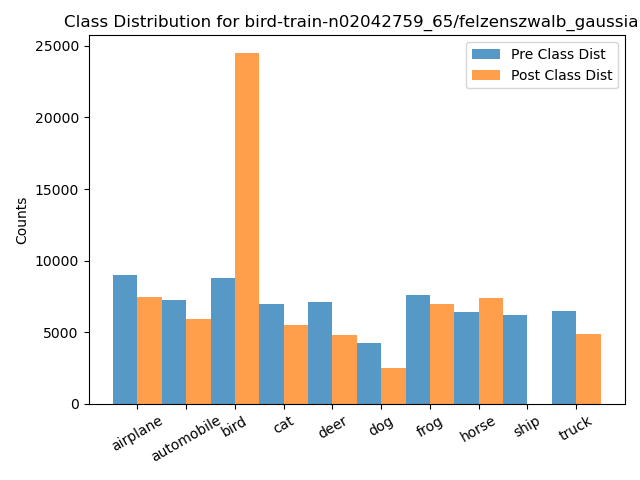 Class Distribution for bird-train-n02042759_65/felzenszwalb_gaussia
Pre Class Dist
Post Class Dist
Counts
25000
20000
15000
10000
5000
0
airplane
automobile
bird
cat
deer
dog
frog
horse
ship
truck